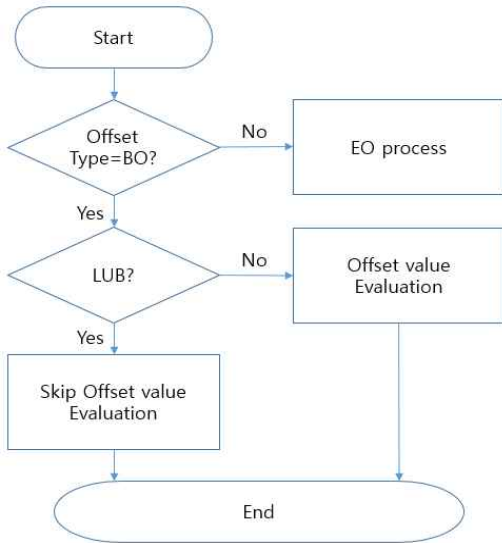 Start
Offset
Type=BO?
No
EO process
Yes
LUB?
No
Offset value
Evaluation
Yes
Skip Offset value
Evaluation
End